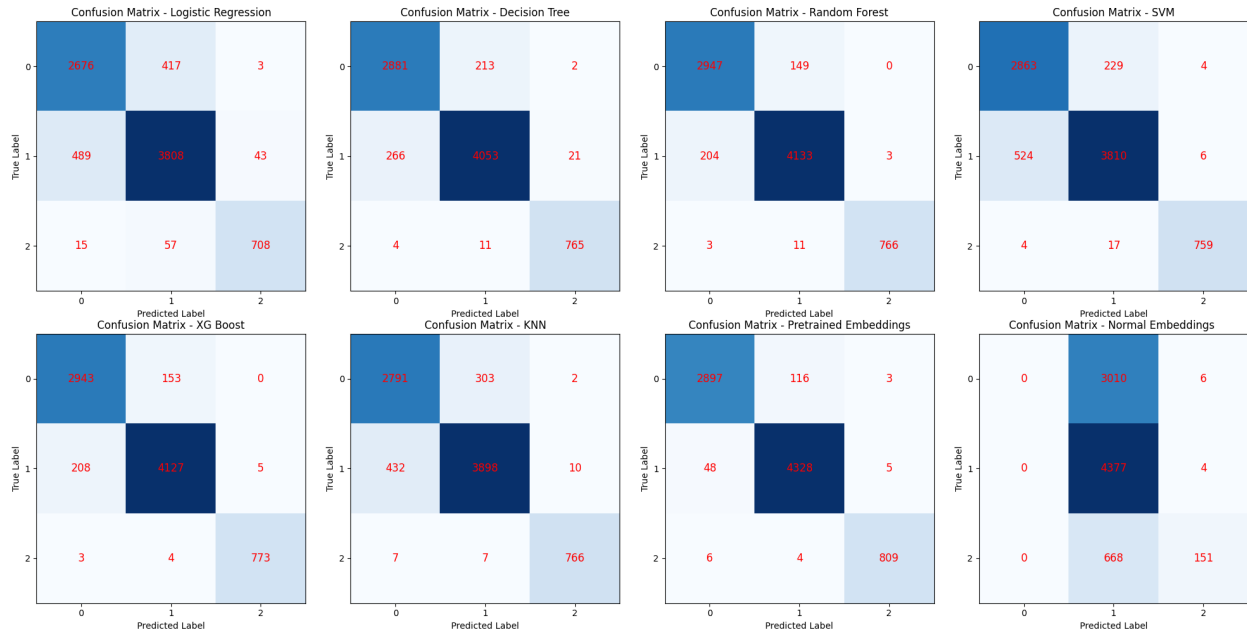 Confusion Matrix - Logistic Regression
True Label
0 2676 417 3
1 489 3808 43
2 15 57 708
0 1 2
Predicted Label
Confusion Matrix - Decision Tree
True Label
0 2881 213 2
1 266 4053 21
2 4 11 765
0 1 2
Predicted Label
Confusion Matrix - Random Forest
True Label
0 2947 149 0
1 204 4133 3
2 3 11 766
0 1 2
Predicted Label
Confusion Matrix - SVM
True Label
0 2863 229 4
1 524 3810 6
2 4 17 759
0 1 2
Predicted Label
Confusion Matrix - XG Boost
True Label
0 2943 153 0
1 208 4127 5
2 3 4 773
0 1 2
Predicted Label
Confusion Matrix - KNN
True Label
0 2791 303 2
1 432 3898 10
2 7 7 766
0 1 2
Predicted Label
Confusion Matrix - Pretrained Embeddings
True Label
0 2897 116 3
1 48 4328 5
2 6 4 809
0 1 2
Predicted Label
Confusion Matrix - Normal Embeddings
True Label
0 0 3010 6
1 0 4377 4
2 0 668 151
0 1 2
Predicted Label